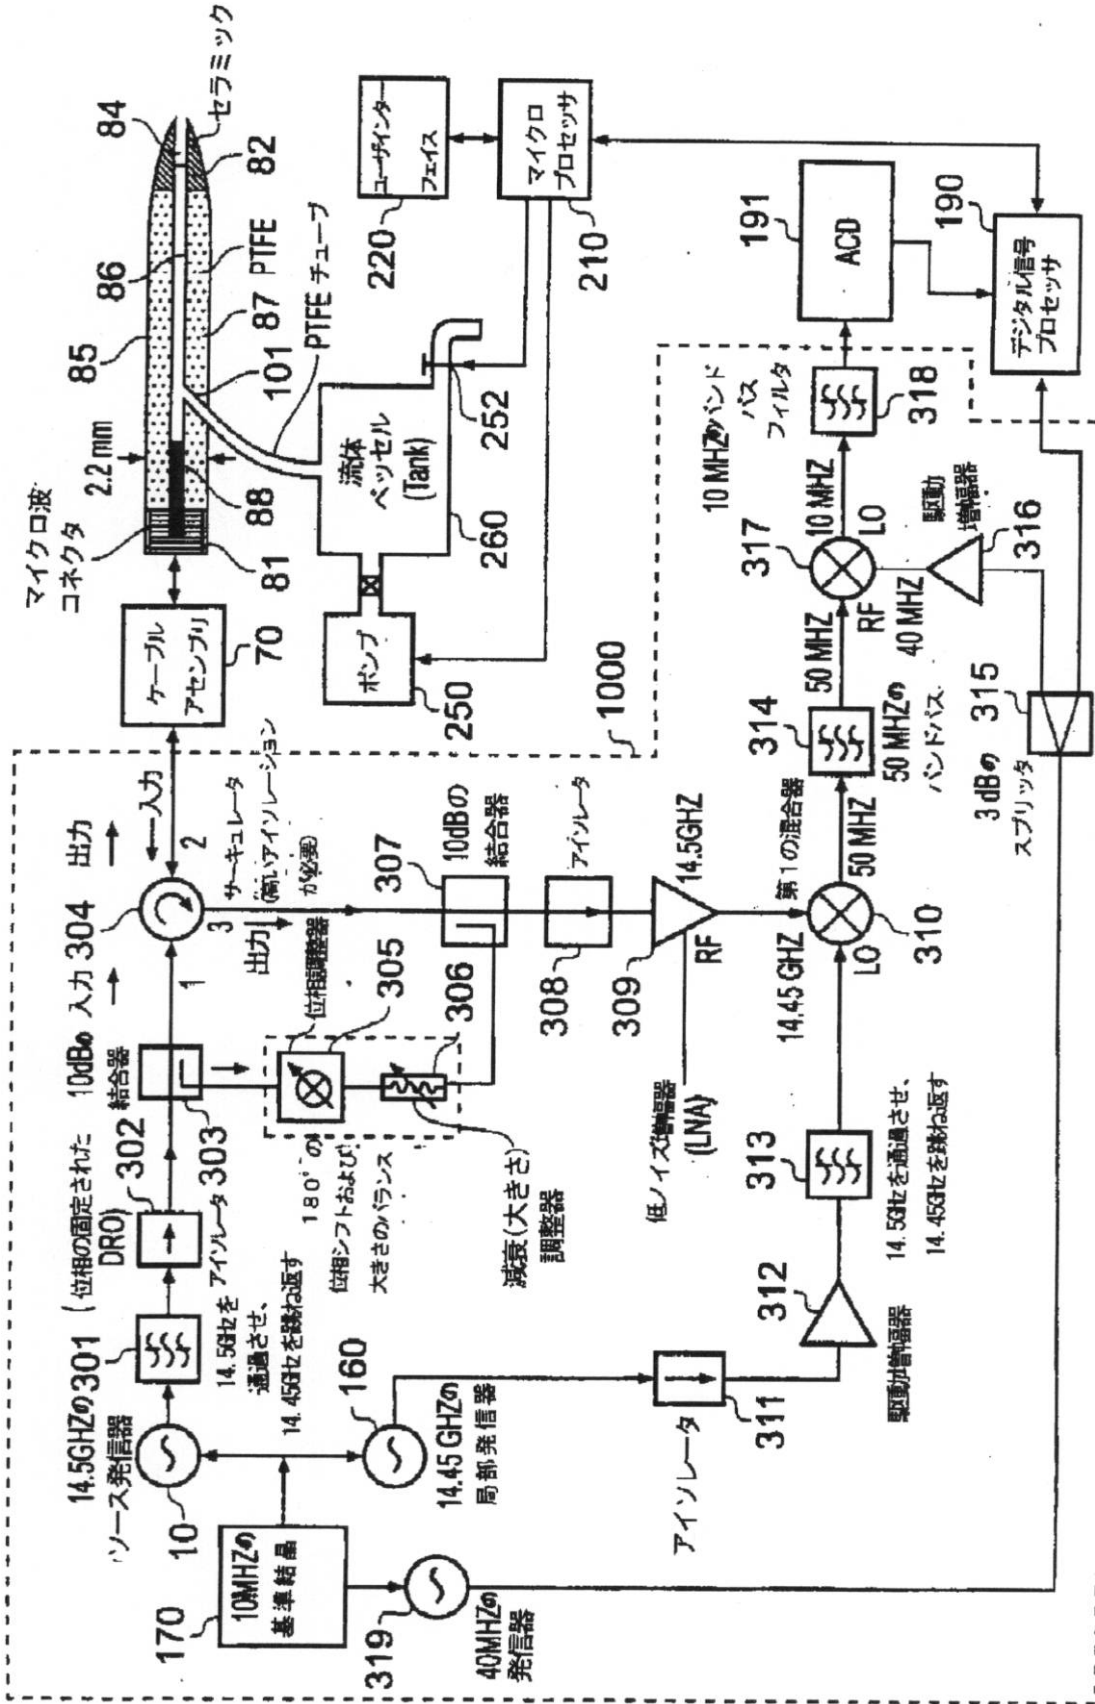 マイクロ波
コネクタ
2.2 mm
85
86
84
101
87 PTFE
82
セラミック
88
81
PTFE チューブ
ケーブル
アセンブリ
70
流体
ベッセル
(Tank)
260
252
ポンプ
250
ユーザインター
フェイス
220
マイクロ
プロセッサ
210
1000
14.5GHZの
ソース発信器
10
301
(位相の固定された
DRO)
302
アイソレータ
14.5GHzを
通過させ、
14.45GHzを跳ね返す
10dBの
結合器
303
入力
304
出力
入力
1
2
3
出力
サーキュレータ
(高いアイソレーション
が必要)
位相調整器
305
306
180°の
位相シフトおよび
大きさのバランス
減衰(大きさ)
調整器
307
10dBの
結合器
308
アイソレータ
309
14.5GHZ
RF
低ノイズ増幅器
(LNA)
第1の混合器
14.45 GHZ
LO
310
50 MHZ
314
50 MHZの
バンドパス
50 MHZ
RF
317
10 MHZ
LO
40 MHZ
駆動
増幅器
316
10 MHZのバンド
パス
フィルタ
318
191
ACD
190
デジタル信号
プロセッサ
315
3 dBの
スプリッタ
170
10MHZの
基準結晶
160
14.45 GHZの
局部発信器
319
40MHZの
発信器
アイソレータ
311
312
駆動増幅器
313
14.5GHzを通過させ、
14.45GHzを跳ね返す